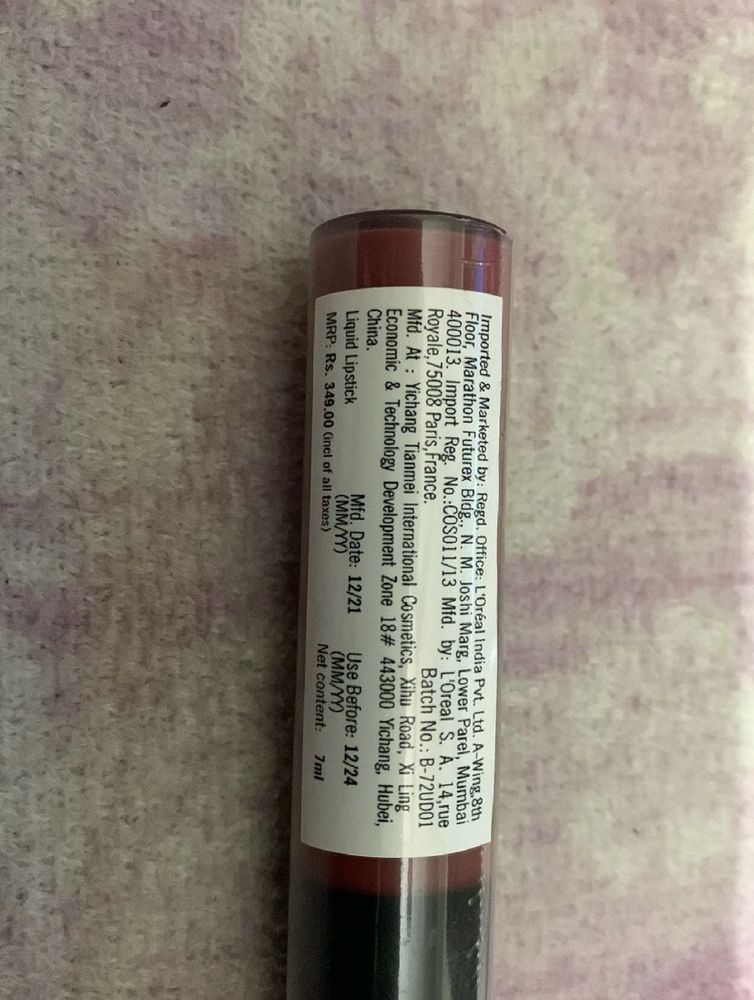 Imported & Marketed by: Regd. Office: L'Oréal India Pvt. Ltd. A-Wing,8th
Floor, Marathon Futurex Bldg., N. M. Joshi Marg, Lower Parel, Mumbai
400013. Import Reg. No.:COS011/13 Mfd. by: L'Oreal S. A. 14,rue
Royale,75008 Paris,France. Batch No.: B-72UD01
Mfd. At : Yichang Tianmei International Cosmetics, Xihu Road, Xi Ling
Economic & Technology Development Zone 18# 443000 Yichang, Hubei,
China.
Liquid Lipstick Mfd. Date: 12/21 Use Before: 12/24
(MM/YY) (MM/YY)
MRP: Rs. 349.00 (incl of all taxes) Net content: 7ml